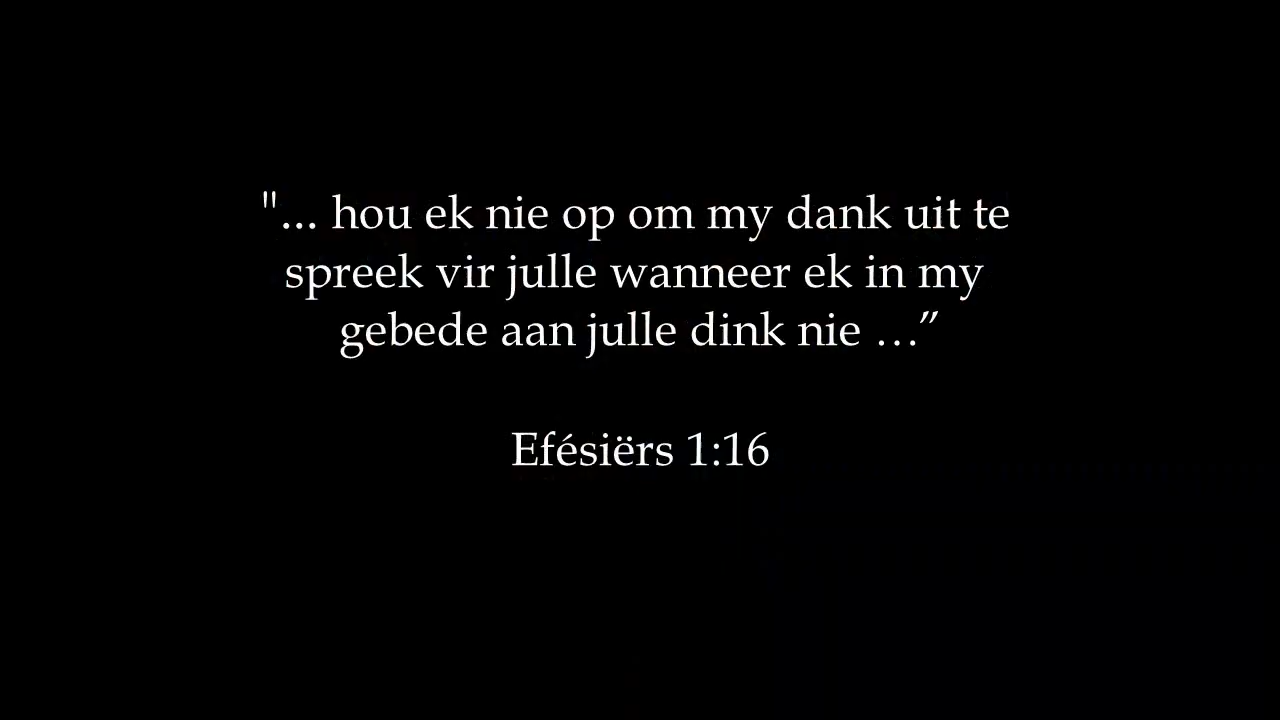 "... hou ek nie op om my dank uit te
spreek vir julle wanneer ek in my
gebede aan julle dink nie …”
Efésiërs 1:16